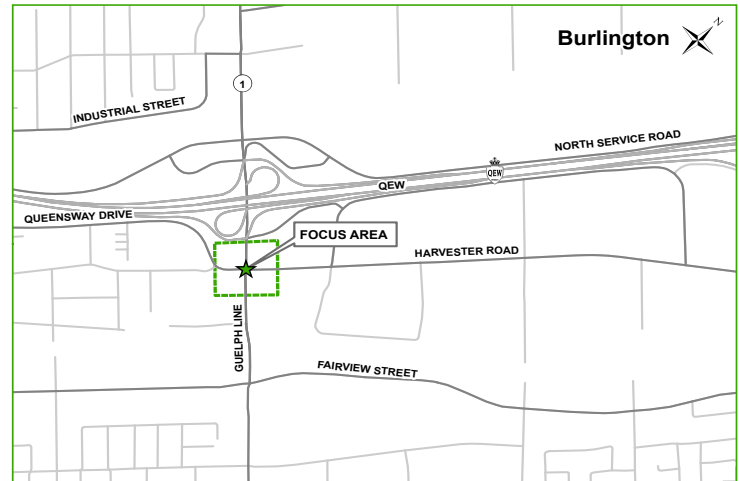 Burlington
N
1
INDUSTRIAL STREET
NORTH SERVICE ROAD
QEW
QEW
QUEENSWAY DRIVE
FOCUS AREA
HARVESTER ROAD
GUELPH LINE
FAIRVIEW STREET